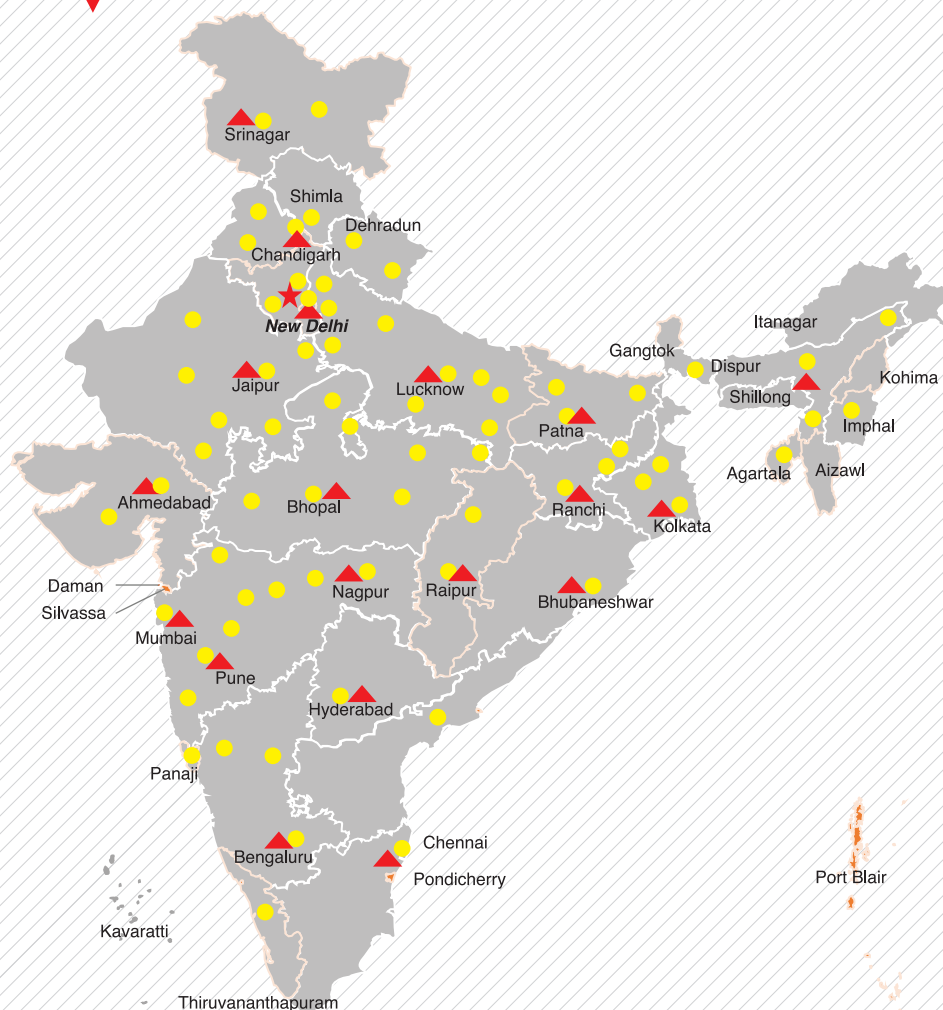 Srinagar
Shimla
Dehradun
Chandigarh
New Delhi
Itanagar
Gangtok
Dispur
Kohima
Jaipur
Lucknow
Shillong
Imphal
Patna
Agartala
Aizawl
Ahmedabad
Bhopal
Ranchi
Kolkata
Daman
Silvassa
Nagpur
Raipur
Bhubaneshwar
Mumbai
Pune
Hyderabad
Panaji
Bengaluru
Chennai
Pondicherry
Port Blair
Kavaratti
Thiruvananthapuram